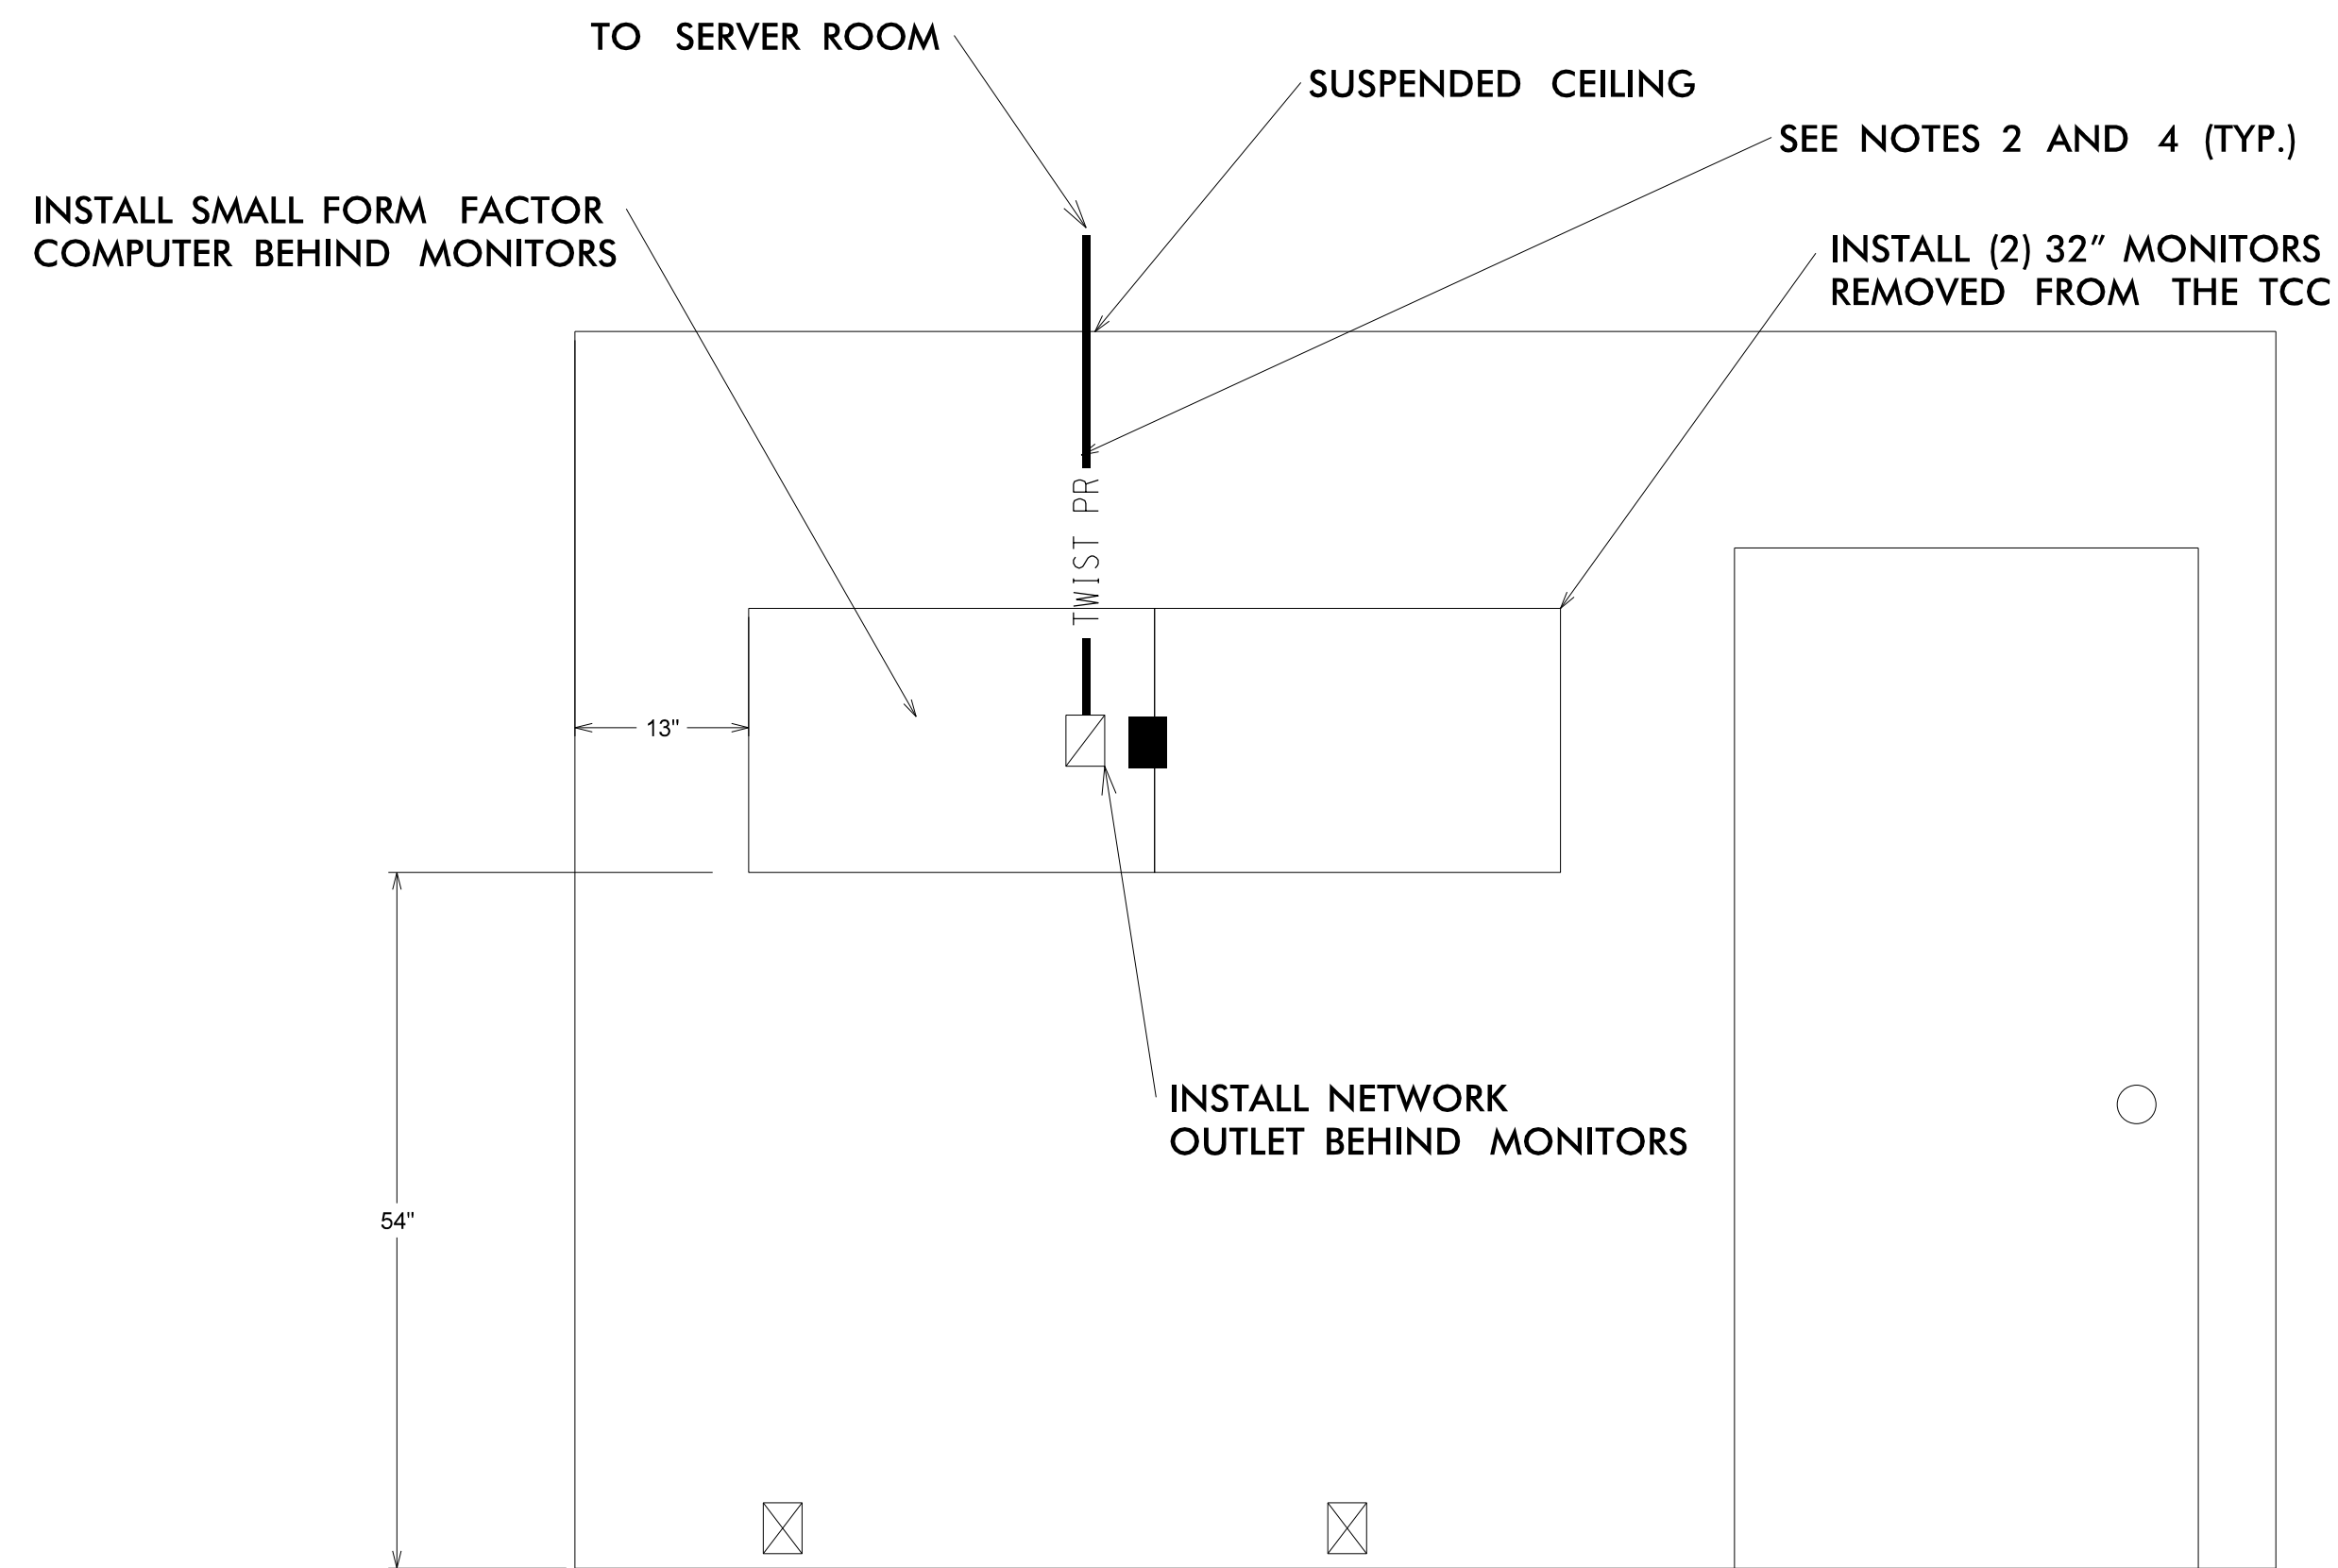 TO SERVER ROOM
SUSPENDED CEILING
SEE NOTES 2 AND 4 (TYP.)
INSTALL SMALL FORM FACTOR
COMPUTER BEHIND MONITORS
INSTALL (2) 32" MONITORS
REMOVED FROM THE TCC
TWIST PR
13"
INSTALL NETWORK
OUTLET BEHIND MONITORS
54"